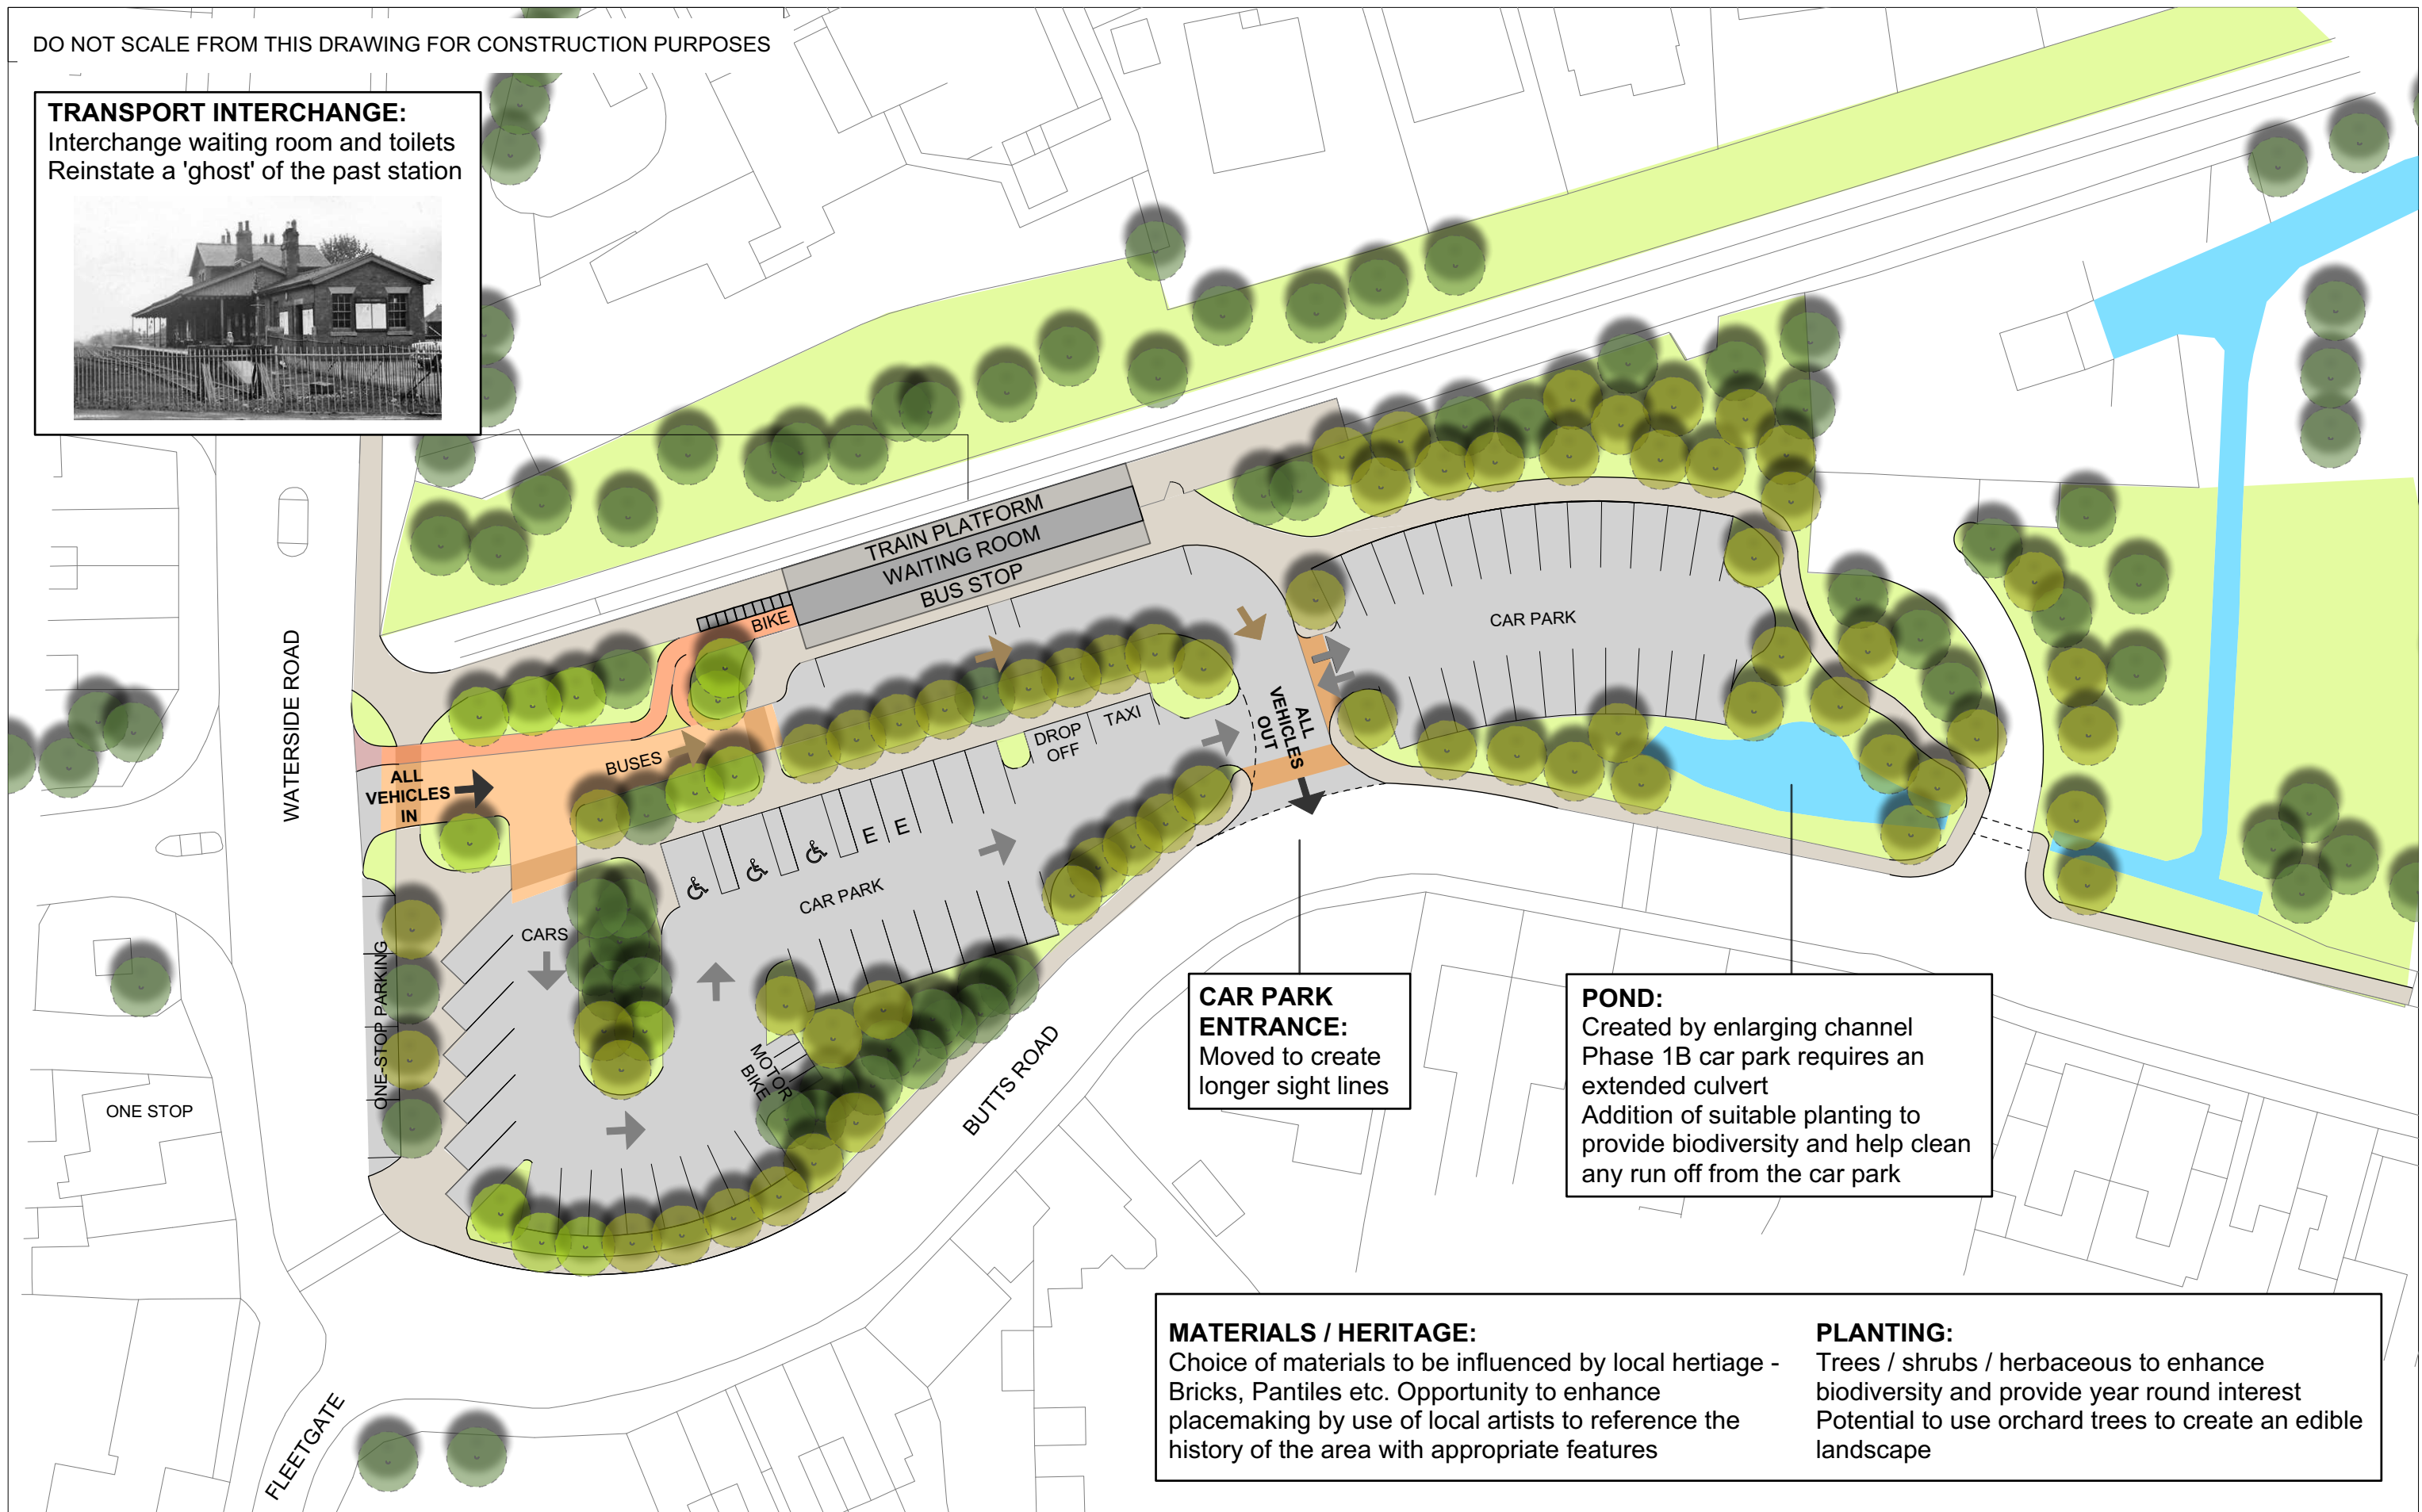 DO NOT SCALE FROM THIS DRAWING FOR CONSTRUCTION PURPOSES
TRANSPORT INTERCHANGE:
Interchange waiting room and toilets
Reinstate a 'ghost' of the past station
TRAIN PLATFORM
WAITING ROOM
BUS STOP
BIKE
WATERSIDE ROAD
BUSES
ALL
VEHICLES
IN
CAR PARK
ALL
VEHICLES
OUT
DROP
OFF
TAXI
E
E
CAR PARK
CARS
ONE-STOP PARKING
ONE STOP
MOTOR
BIKE
BUTTS ROAD
FLEETGATE
CAR PARK
ENTRANCE:
Moved to create
longer sight lines
POND:
Created by enlarging channel
Phase 1B car park requires an
extended culvert
Addition of suitable planting to
provide biodiversity and help clean
any run off from the car park
MATERIALS / HERITAGE:
Choice of materials to be influenced by local hertiage -
Bricks, Pantiles etc. Opportunity to enhance
placemaking by use of local artists to reference the
history of the area with appropriate features
PLANTING:
Trees / shrubs / herbaceous to enhance
biodiversity and provide year round interest
Potential to use orchard trees to create an edible
landscape